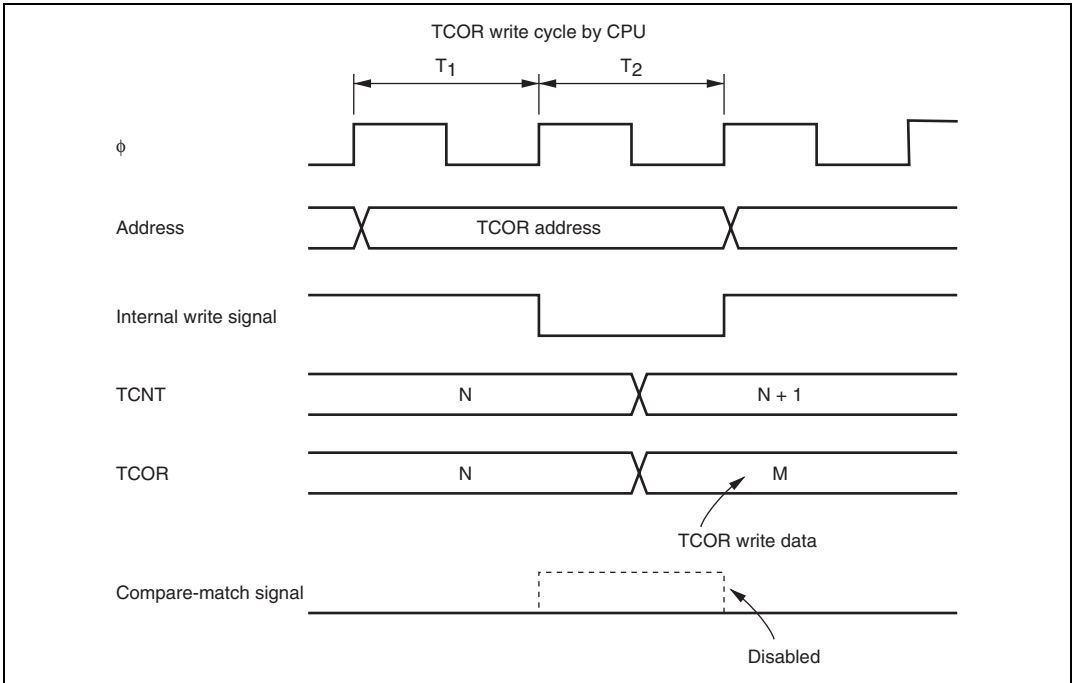 TCOR write cycle by CPU
T1 T2
ϕ
Address TCOR address
Internal write signal
TCNT N N + 1
TCOR N M
TCOR write data
Compare-match signal
Disabled